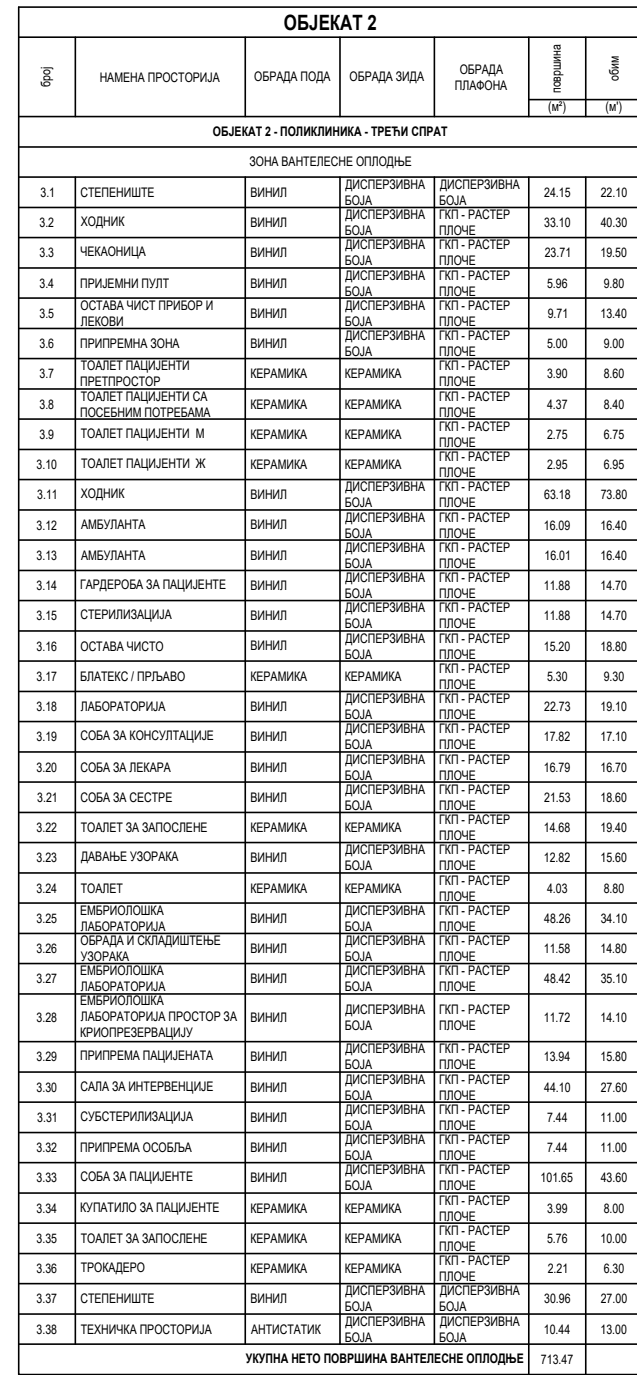 ОБЈЕКАТ 2
број НАМЕНА ПРОСТОРИЈА ОБРАДА ПОДА ОБРАДА ЗИДА ОБРАДА ПЛАФОНА површина обим
(м²) (м')
ОБЈЕКАТ 2 - ПОЛИКЛИНИКА - ТРЕЋИ СПРАТ
ЗОНА ВАНТЕЛЕСНЕ ОПЛОДЊЕ
3.1 СТЕПЕНИШТЕ ВИНИЛ ДИСПЕРЗИВНА БОЈА ДИСПЕРЗИВНА БОЈА 24.15 22.10
3.2 ХОДНИК ВИНИЛ ДИСПЕРЗИВНА БОЈА ГКП - РАСТЕР ПЛОЧЕ 33.10 40.30
3.3 ЧЕКАОНИЦА ВИНИЛ ДИСПЕРЗИВНА БОЈА ГКП - РАСТЕР ПЛОЧЕ 23.71 19.50
3.4 ПРИЈЕМНИ ПУЛТ ВИНИЛ ДИСПЕРЗИВНА БОЈА ГКП - РАСТЕР ПЛОЧЕ 5.96 9.80
3.5 ОСТАВА ЧИСТ ПРИБОР И ЛЕКОВИ ВИНИЛ ДИСПЕРЗИВНА БОЈА ГКП - РАСТЕР ПЛОЧЕ 9.71 13.40
3.6 ПРИПРЕМНА ЗОНА ВИНИЛ ДИСПЕРЗИВНА БОЈА ГКП - РАСТЕР ПЛОЧЕ 5.00 9.00
3.7 ТОАЛЕТ ПАЦИЈЕНТИ ПРЕТПРОСТОР КЕРАМИКА КЕРАМИКА ГКП - РАСТЕР ПЛОЧЕ 3.90 8.60
3.8 ТОАЛЕТ ПАЦИЈЕНТИ СА ПОСЕБНИМ ПОТРЕБАМА КЕРАМИКА КЕРАМИКА ГКП - РАСТЕР ПЛОЧЕ 4.37 8.40
3.9 ТОАЛЕТ ПАЦИЈЕНТИ М КЕРАМИКА КЕРАМИКА ГКП - РАСТЕР ПЛОЧЕ 2.75 6.75
3.10 ТОАЛЕТ ПАЦИЈЕНТИ Ж КЕРАМИКА КЕРАМИКА ГКП - РАСТЕР ПЛОЧЕ 2.95 6.95
3.11 ХОДНИК ВИНИЛ ДИСПЕРЗИВНА БОЈА ГКП - РАСТЕР ПЛОЧЕ 63.18 73.80
3.12 АМБУЛАНТА ВИНИЛ ДИСПЕРЗИВНА БОЈА ГКП - РАСТЕР ПЛОЧЕ 16.09 16.40
3.13 АМБУЛАНТА ВИНИЛ ДИСПЕРЗИВНА БОЈА ГКП - РАСТЕР ПЛОЧЕ 16.01 16.40
3.14 ГАРДЕРОБА ЗА ПАЦИЈЕНТЕ ВИНИЛ ДИСПЕРЗИВНА БОЈА ГКП - РАСТЕР ПЛОЧЕ 11.88 14.70
3.15 СТЕРИЛИЗАЦИЈА ВИНИЛ ДИСПЕРЗИВНА БОЈА ГКП - РАСТЕР ПЛОЧЕ 11.88 14.70
3.16 ОСТАВА ЧИСТО ВИНИЛ ДИСПЕРЗИВНА БОЈА ГКП - РАСТЕР ПЛОЧЕ 15.20 18.80
3.17 БЛАТЕКС / ПРЉАВО КЕРАМИКА КЕРАМИКА ГКП - РАСТЕР ПЛОЧЕ 5.30 9.30
3.18 ЛАБОРАТОРИЈА ВИНИЛ ДИСПЕРЗИВНА БОЈА ГКП - РАСТЕР ПЛОЧЕ 22.73 19.10
3.19 СОБА ЗА КОНСУЛТАЦИЈЕ ВИНИЛ ДИСПЕРЗИВНА БОЈА ГКП - РАСТЕР ПЛОЧЕ 17.82 17.10
3.20 СОБА ЗА ЛЕКАРА ВИНИЛ ДИСПЕРЗИВНА БОЈА ГКП - РАСТЕР ПЛОЧЕ 16.79 16.70
3.21 СОБА ЗА СЕСТРЕ ВИНИЛ ДИСПЕРЗИВНА БОЈА ГКП - РАСТЕР ПЛОЧЕ 21.53 18.60
3.22 ТОАЛЕТ ЗА ЗАПОСЛЕНЕ КЕРАМИКА КЕРАМИКА ГКП - РАСТЕР ПЛОЧЕ 14.68 19.40
3.23 ДАВАЊЕ УЗОРАКА ВИНИЛ ДИСПЕРЗИВНА БОЈА ГКП - РАСТЕР ПЛОЧЕ 12.82 15.60
3.24 ТОАЛЕТ КЕРАМИКА КЕРАМИКА ГКП - РАСТЕР ПЛОЧЕ 4.03 8.80
3.25 ЕМБРИОЛОШКА ЛАБОРАТОРИЈА ВИНИЛ ДИСПЕРЗИВНА БОЈА ГКП - РАСТЕР ПЛОЧЕ 48.26 34.10
3.26 ОБРАДА И СКЛАДИШТЕЊЕ УЗОРАКА ВИНИЛ ДИСПЕРЗИВНА БОЈА ГКП - РАСТЕР ПЛОЧЕ 11.58 14.80
3.27 ЕМБРИОЛОШКА ЛАБОРАТОРИЈА ВИНИЛ ДИСПЕРЗИВНА БОЈА ГКП - РАСТЕР ПЛОЧЕ 48.42 35.10
3.28 ЕМБРИОЛОШКА ЛАБОРАТОРИЈА ПРОСТОР ЗА КРИОПРЕЗЕРВАЦИЈУ ВИНИЛ ДИСПЕРЗИВНА БОЈА ГКП - РАСТЕР ПЛОЧЕ 11.72 14.10
3.29 ПРИПРЕМА ПАЦИЈЕНАТА ВИНИЛ ДИСПЕРЗИВНА БОЈА ГКП - РАСТЕР ПЛОЧЕ 13.94 15.80
3.30 САЛА ЗА ИНТЕРВЕНЦИЈЕ ВИНИЛ ДИСПЕРЗИВНА БОЈА ГКП - РАСТЕР ПЛОЧЕ 44.10 27.60
3.31 СУБСТЕРИЛИЗАЦИЈА ВИНИЛ ДИСПЕРЗИВНА БОЈА ГКП - РАСТЕР ПЛОЧЕ 7.44 11.00
3.32 ПРИПРЕМА ОСОБЉА ВИНИЛ ДИСПЕРЗИВНА БОЈА ГКП - РАСТЕР ПЛОЧЕ 7.44 11.00
3.33 СОБА ЗА ПАЦИЈЕНТЕ ВИНИЛ ДИСПЕРЗИВНА БОЈА ГКП - РАСТЕР ПЛОЧЕ 101.65 43.60
3.34 КУПАТИЛО ЗА ПАЦИЈЕНТЕ КЕРАМИКА КЕРАМИКА ГКП - РАСТЕР ПЛОЧЕ 3.99 8.00
3.35 ТОАЛЕТ ЗА ЗАПОСЛЕНЕ КЕРАМИКА КЕРАМИКА ГКП - РАСТЕР ПЛОЧЕ 5.76 10.00
3.36 ТРОКАДЕРО КЕРАМИКА КЕРАМИКА ГКП - РАСТЕР ПЛОЧЕ 2.21 6.30
3.37 СТЕПЕНИШТЕ ВИНИЛ ДИСПЕРЗИВНА БОЈА ДИСПЕРЗИВНА БОЈА 30.96 27.00
3.38 ТЕХНИЧКА ПРОСТОРИЈА АНТИСТАТИК ДИСПЕРЗИВНА БОЈА ДИСПЕРЗИВНА БОЈА 10.44 13.00
УКУПНА НЕТО ПОВРШИНА ВАНТЕЛЕСНЕ ОПЛОДЊЕ 713.47